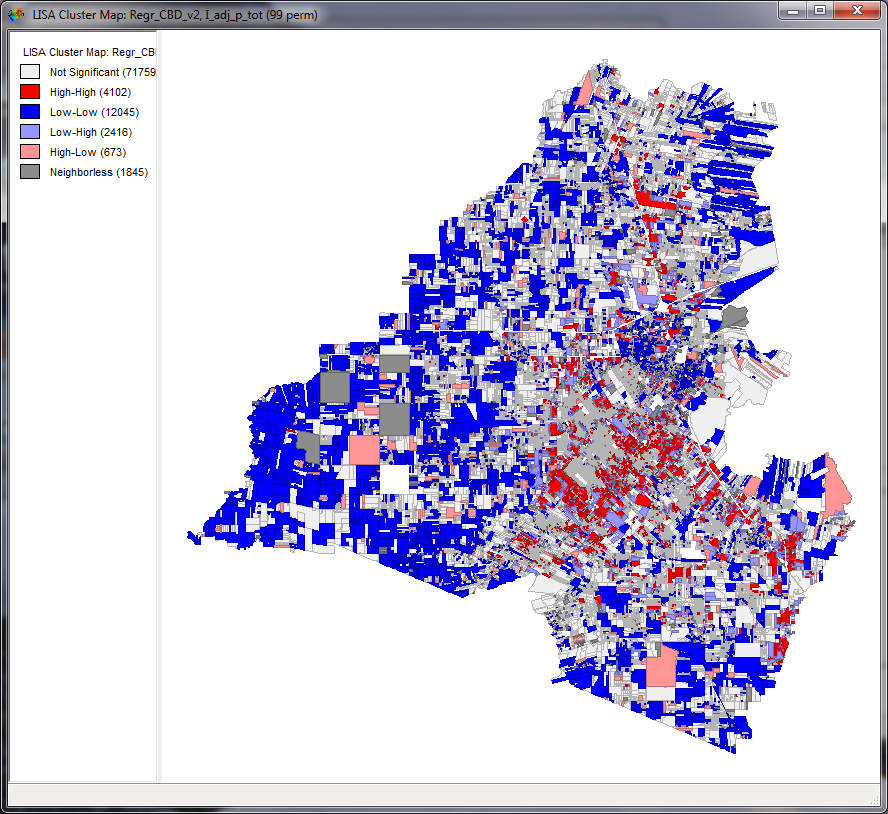 LISA Cluster Map: Regr_CBD_v2, I_adj_p_tot (99 perm)
LISA Cluster Map: Regr_CB
Not Significant (71759
High-High (4102)
Low-Low (12045)
Low-High (2416)
High-Low (673)
Neighborless (1845)